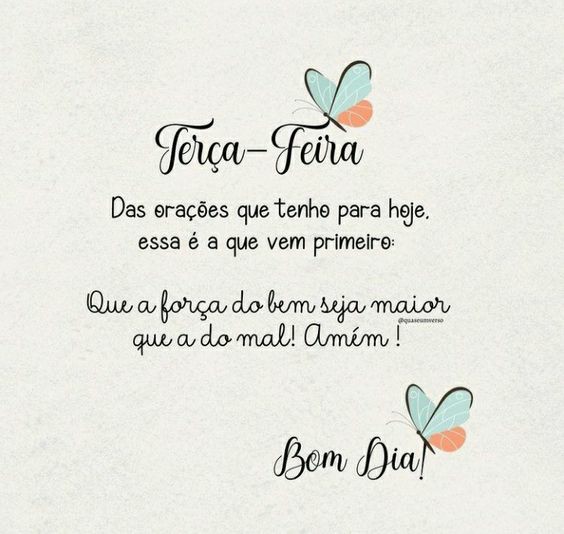 Terça-Feira
Das orações que tenho para hoje,
essa é a que vem primeiro:
Que a força do bem seja maior
@quaseumverso
que a do mal! Amém !
Bom Dia!